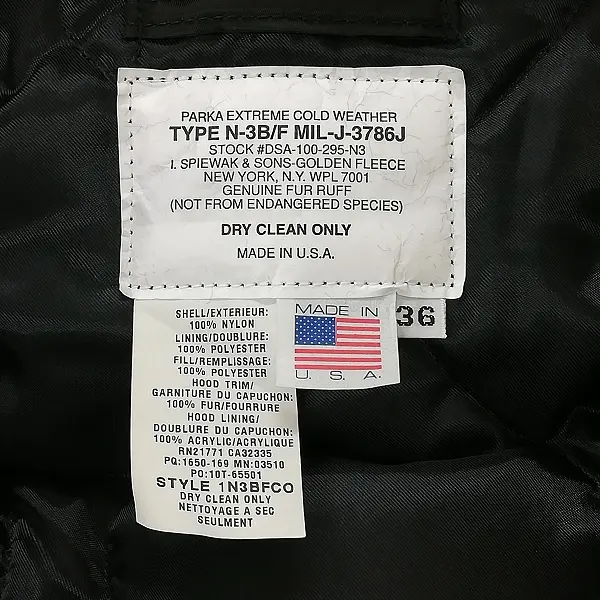 PARKA EXTREME COLD WEATHER
TYPE N-3B/F MIL-J-3786J
STOCK #DSA-100-295-N3
I. SPIEWAK & SONS-GOLDEN FLEECE
NEW YORK, N.Y. WPL 7001
GENUINE FUR RUFF
(NOT FROM ENDANGERED SPECIES)
DRY CLEAN ONLY
MADE IN U.S.A.
SHELL/EXTERIEUR:
100% NYLON
LINING/DOUBLURE:
100% POLYESTER
FILL/REMPLISSAGE:
100% POLYESTER
HOOD TRIM/
GARNITURE DU CAPUCHON:
100% FUR/FOURRURE
HOOD LINING/
DOUBLURE DU CAPUCHON:
100% ACRYLIC/ACRYLIQUE
RN21771 CA32335
PQ:1650-169 MN:03510
PO:10T-65501
STYLE 1N3BFCO
DRY CLEAN ONLY
NETTOYAGE A SEC
SEULMENT
MADE IN
U. S. A.
36